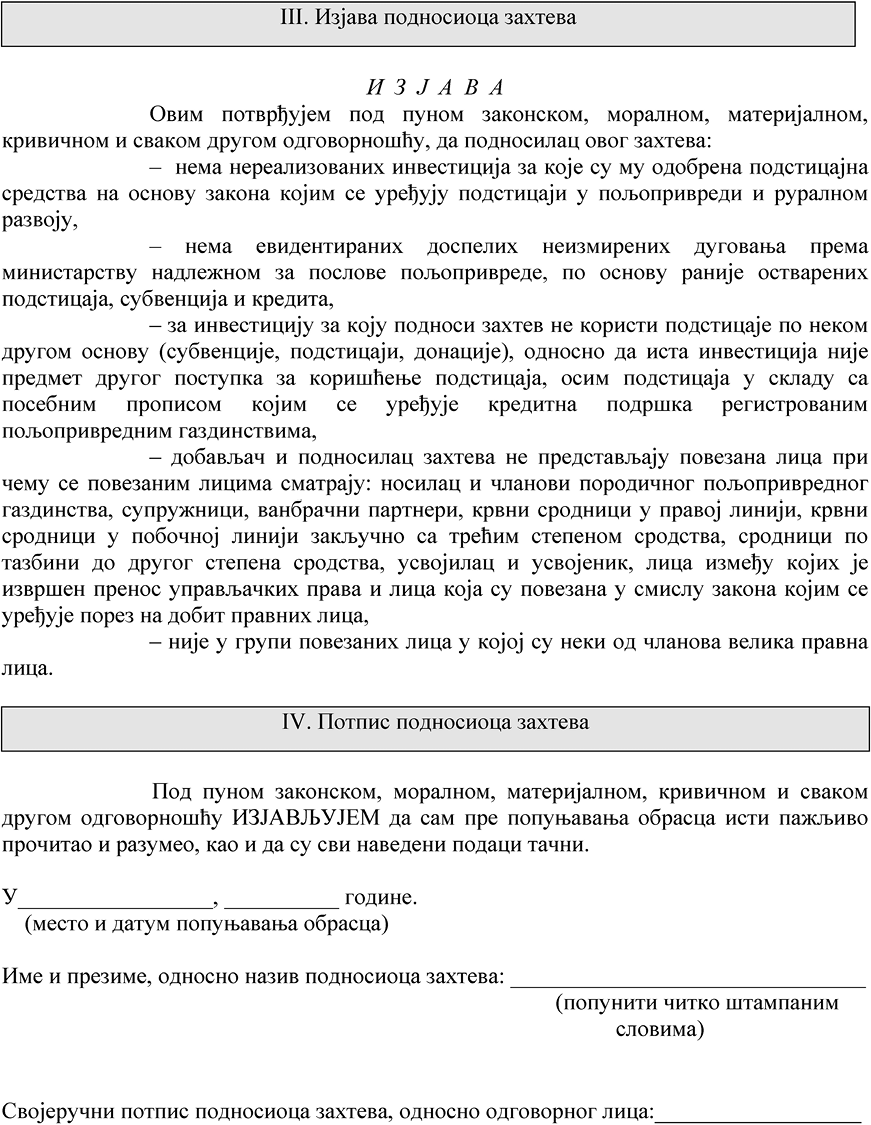 III. Изјава подносиоца захтева
И З Ј А В А
Овим потврђујем под пуном законском, моралном, материјалном,
кривичном и сваком другом одговорношћу, да подносилац овог захтева:
– нема нереализованих инвестиција за које су му одобрена подстицајна
средства на основу закона којим се уређују подстицаји у пољопривреди и руралном
развоју,
– нема евидентираних доспелих неизмирених дуговања према
министарству надлежном за послове пољопривреде, по основу раније остварених
подстицаја, субвенција и кредита,
– за инвестицију за коју подноси захтев не користи подстицаје по неком
другом основу (субвенције, подстицаји, донације), односно да иста инвестиција није
предмет другог поступка за коришћење подстицаја, осим подстицаја у складу са
посебним прописом којим се уређује кредитна подршка регистрованим
пољопривредним газдинствима,
– добављач и подносилац захтева не представљају повезана лица при
чему се повезаним лицима сматрају: носилац и чланови породичног пољопривредног
газдинства, супружници, ванбрачни партнери, крвни сродници у правој линији, крвни
сродници у побочној линији закључно са трећим степеном сродства, сродници по
тазбини до другог степена сродства, усвојилац и усвојеник, лица између којих је
извршен пренос управљачких права и лица која су повезана у смислу закона којим се
уређује порез на добит правних лица,
– није у групи повезаних лица у којој су неки од чланова велика правна
лица.
IV. Потпис подносиоца захтева
Под пуном законском, моралном, материјалном, кривичном и сваком
другом одговорношћу ИЗЈАВЉУЈЕМ да сам пре попуњавања обрасца исти пажљиво
прочитао и разумео, као и да су сви наведени подаци тачни.
У_________________, __________ године.
(место и датум попуњавања обрасца)
Име и презиме, односно назив подносиоца захтева: _______________________________
(попунити читко штампаним
словима)
Својеручни потпис подносиоца захтева, односно одговорног лица:__________________